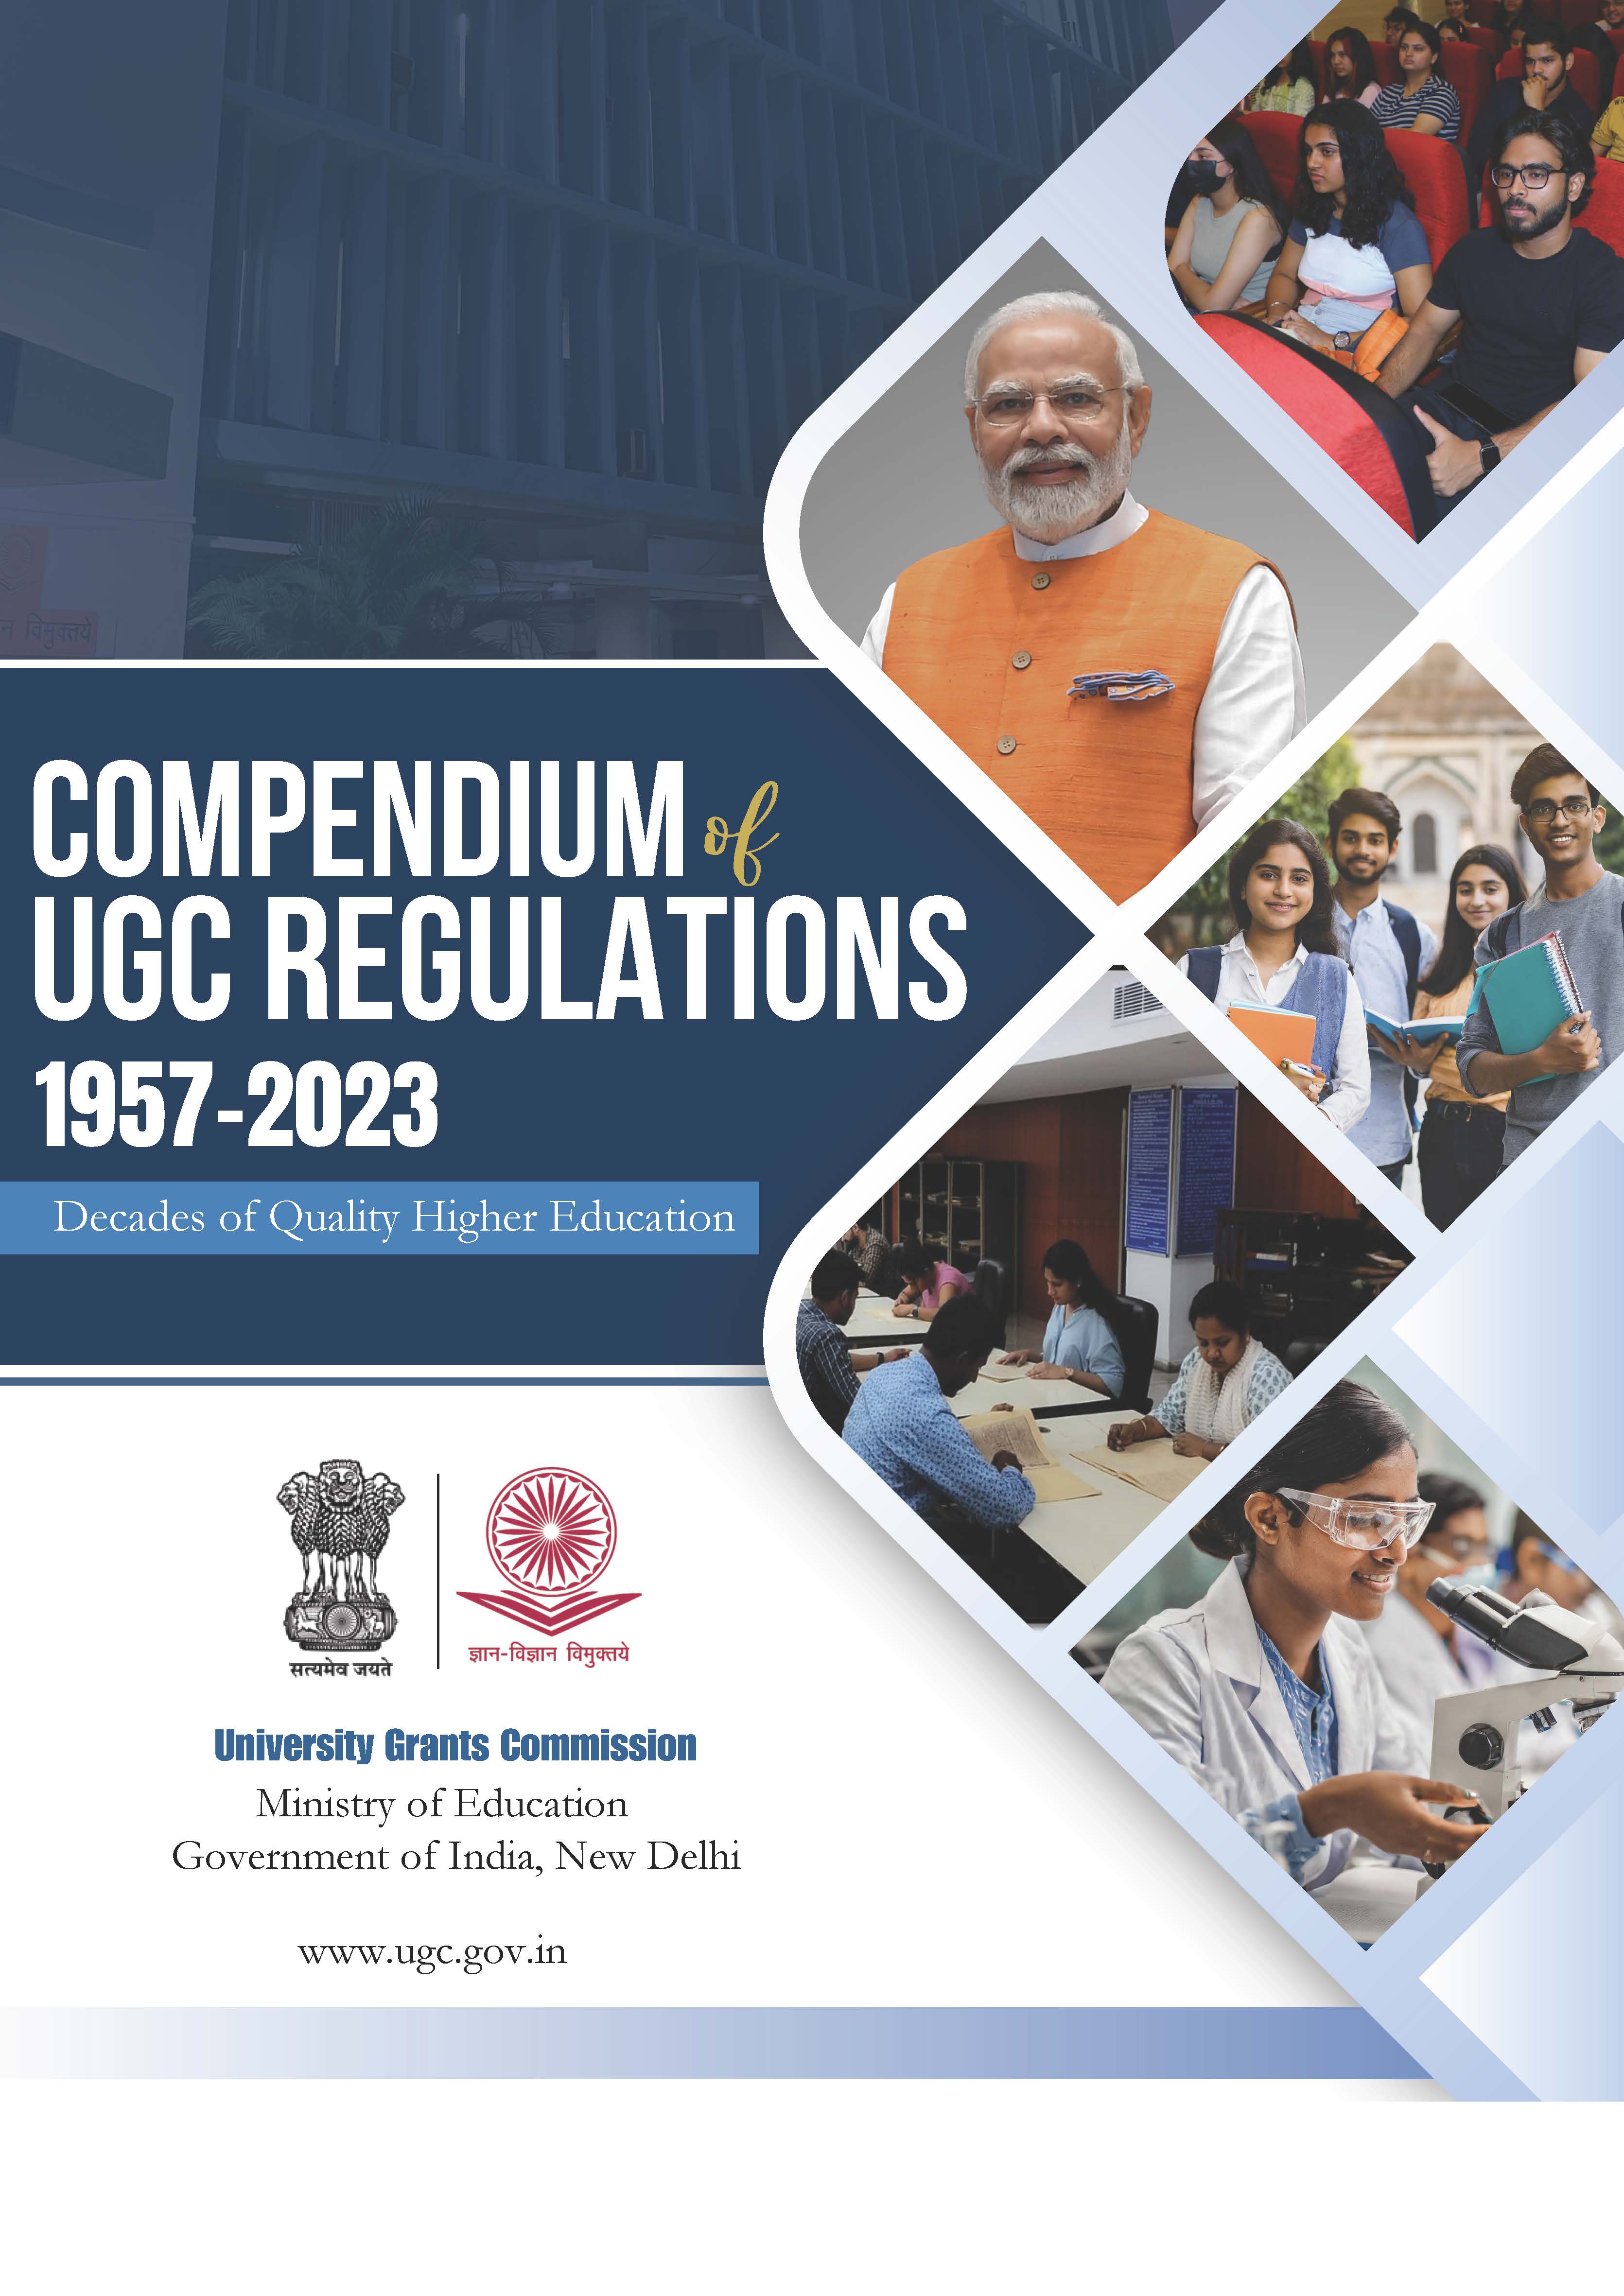 न विमुक्तये
COMPENDIUM of
UGC REGULATIONS
1957-2023
Decades of Quality Higher Education
सत्यमेव जयते
ज्ञान-विज्ञान विमुक्तये
University Grants Commission
Ministry of Education
Government of India, New Delhi
www.ugc.gov.in